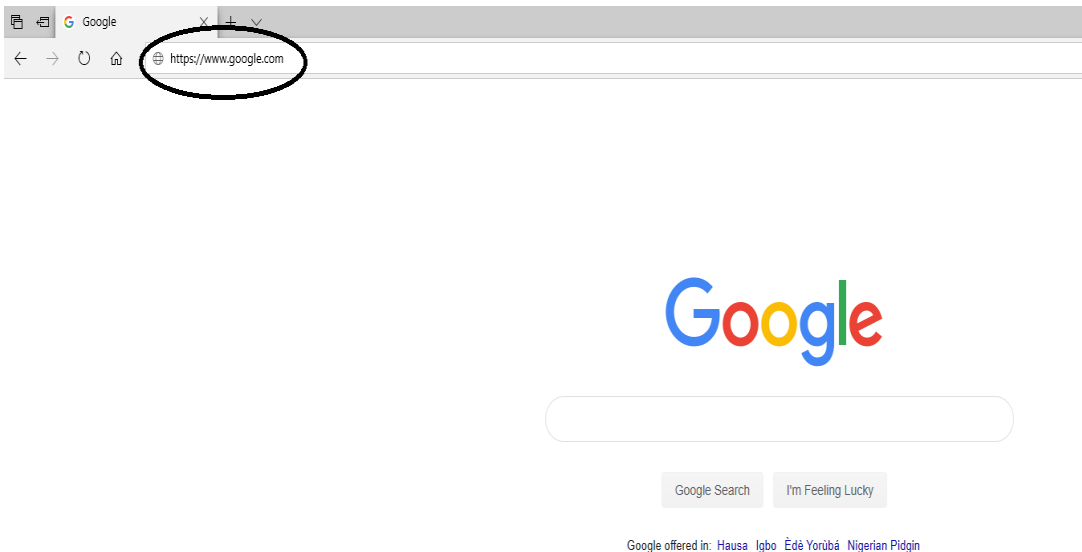 Google
https://www.google.com
Google
Google Search I'm Feeling Lucky
Google offered in: Hausa Igbo Èdè Yorùbá Nigerian Pidgin